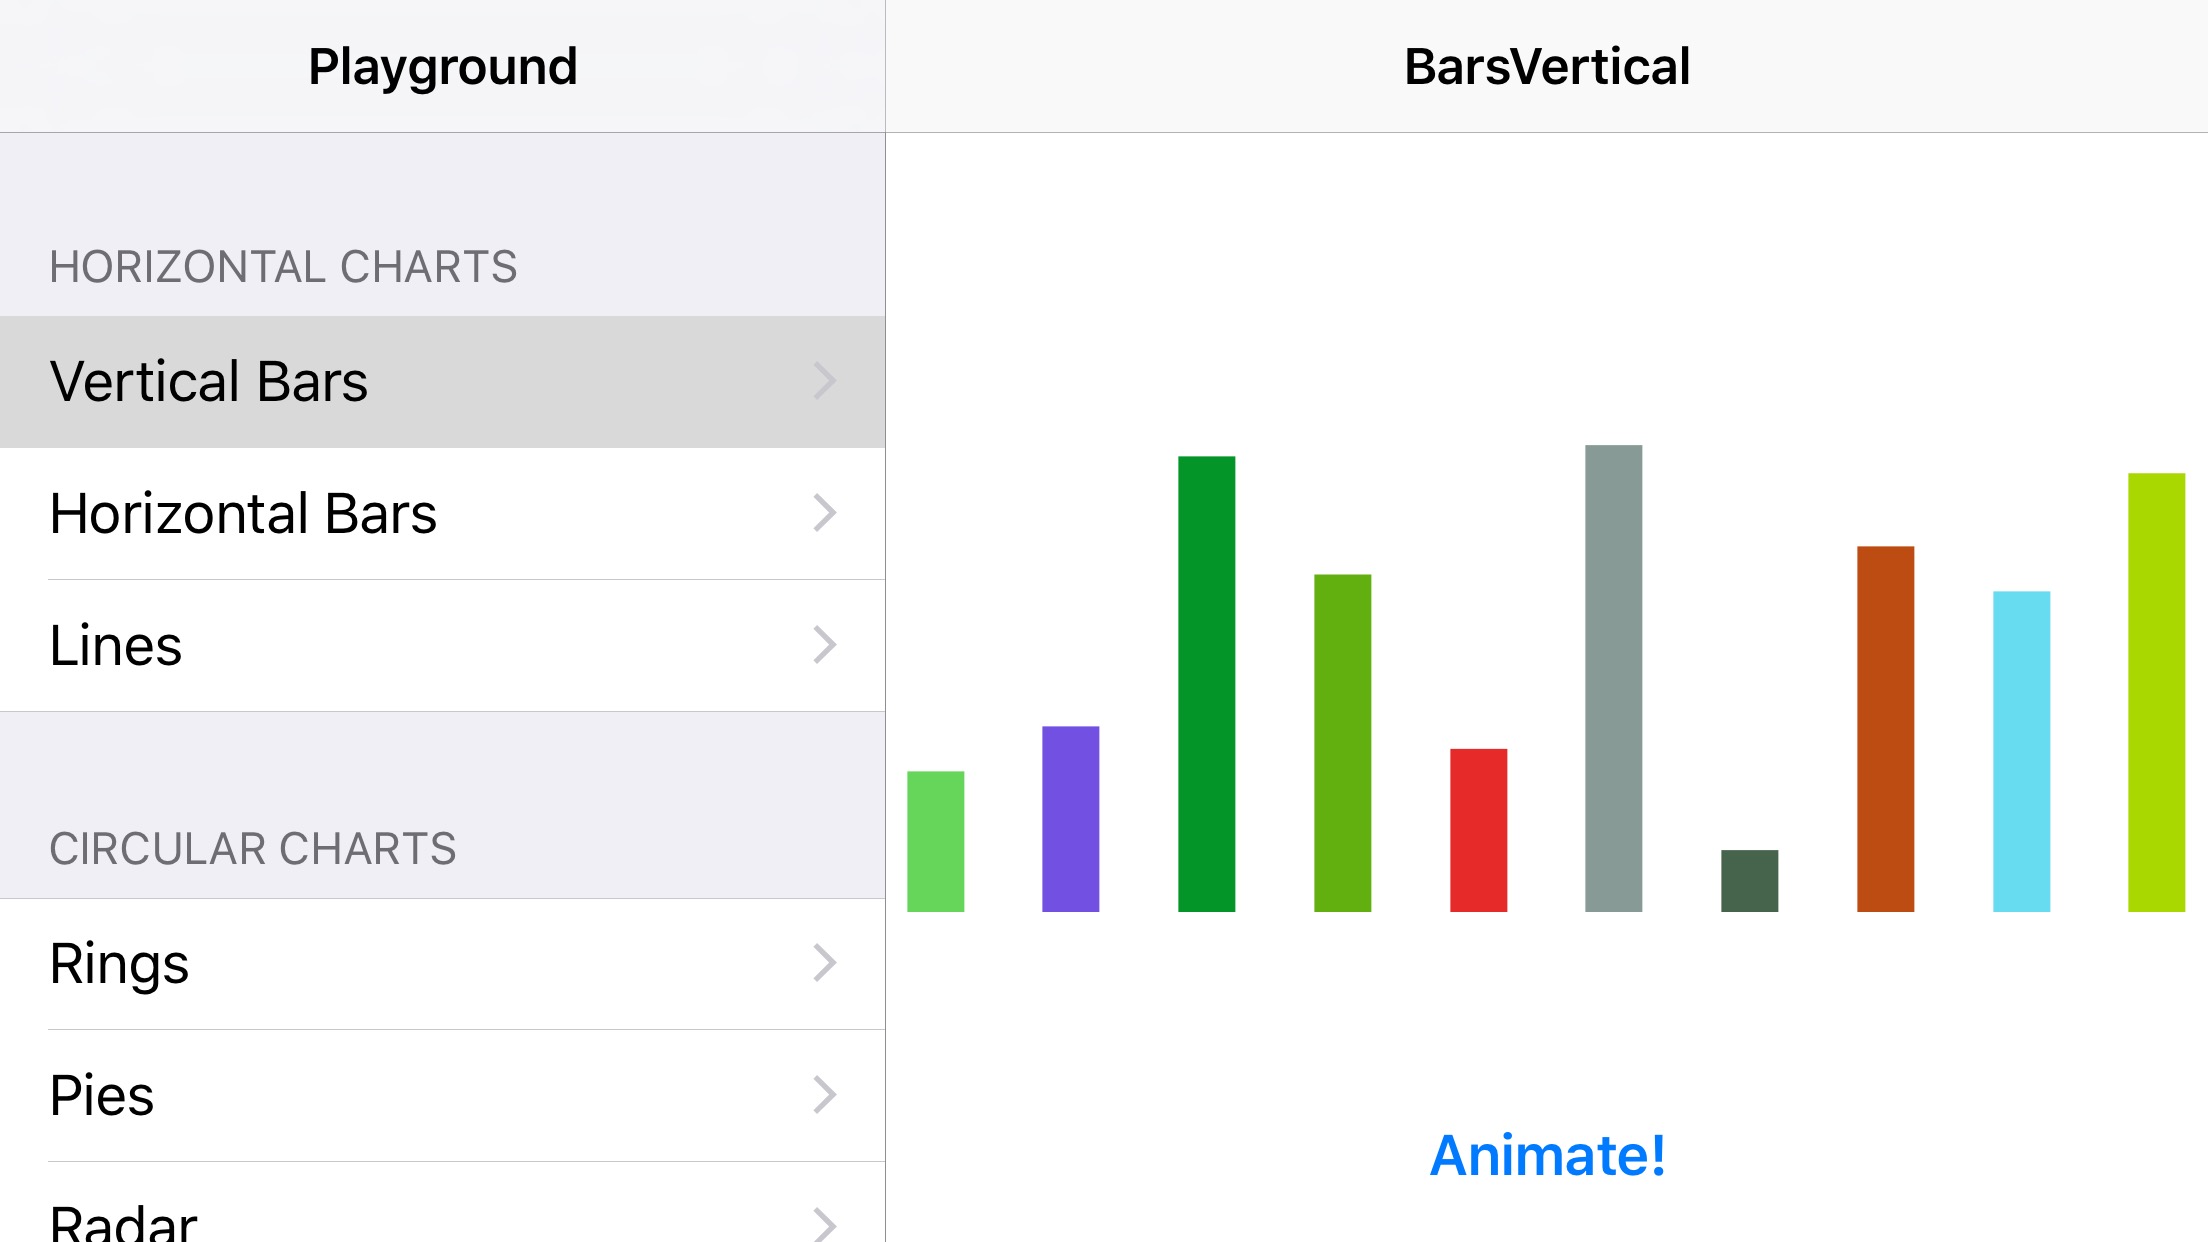 Playground
BarsVertical
HORIZONTAL CHARTS
Vertical Bars
Horizontal Bars
Lines
CIRCULAR CHARTS
Rings
Pies
Radar
Animate!